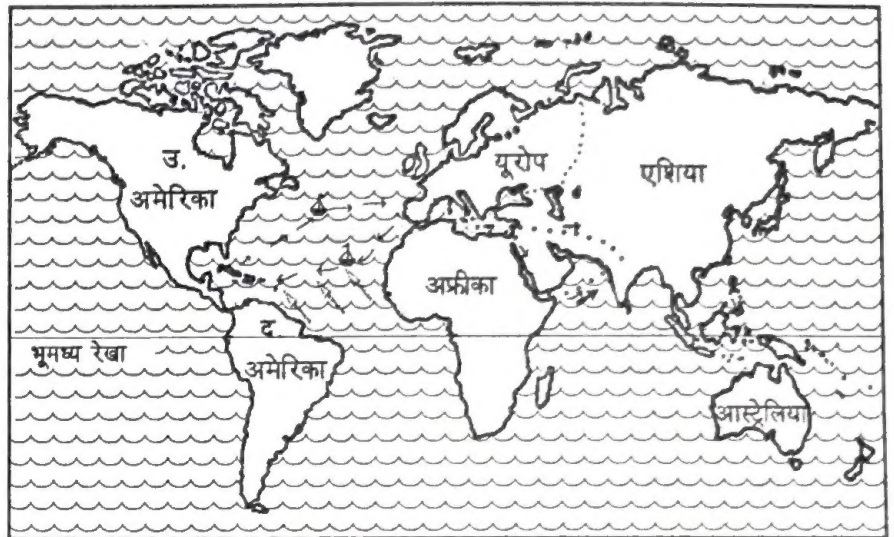 उ.
अमेरिका
यूरोप
एशिया
अफ्रीका
भूमध्य रेखा
द.
अमेरिका
आस्ट्रेलिया